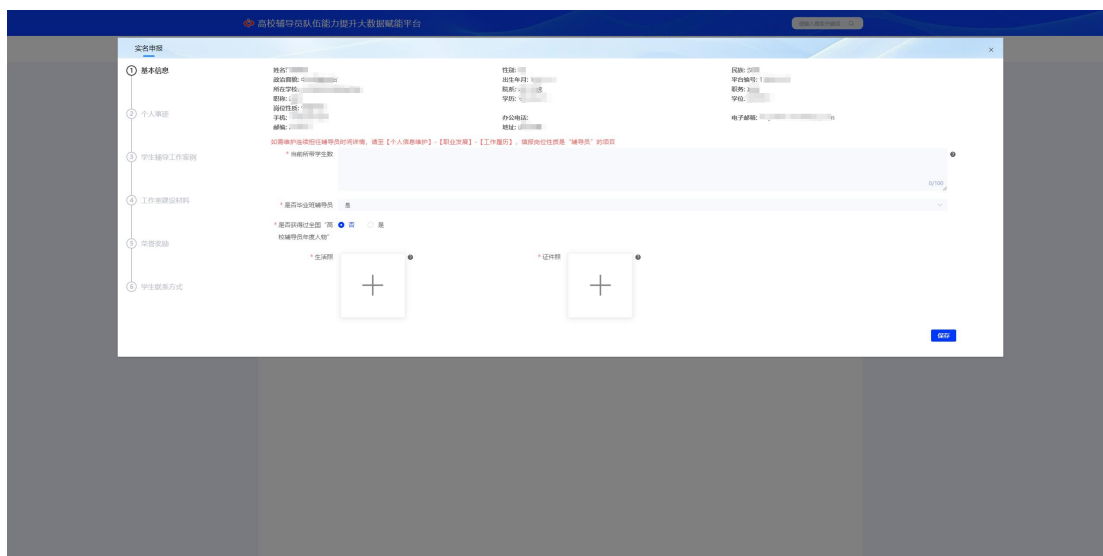 高校辅导员队伍能力提升大数据赋能平台
实名申报 ×
1 基本信息
2 个人事迹
3 学生辅导工作案例
4 工作室建设材料
5 荣誉奖励
6 学生联系方式
姓名: 性别: 民族:
政治面貌: 出生年月: 平台编号:
所在学校: 院系: 职务:
职称: 学历: 学位:
岗位性质:
手机: 办公电话: 电子邮箱:
邮编: 地址:
如需维护连续担任辅导员时间详情，请至【个人信息维护】-【职业发展】-【工作履历】，填报岗位性质是“辅导员”的项目
* 当前所带学生数
0/100
* 是否毕业班辅导员 是
* 是否获得过全国“高 否 是
校辅导员年度人物”
* 生活照 * 证件照
保存